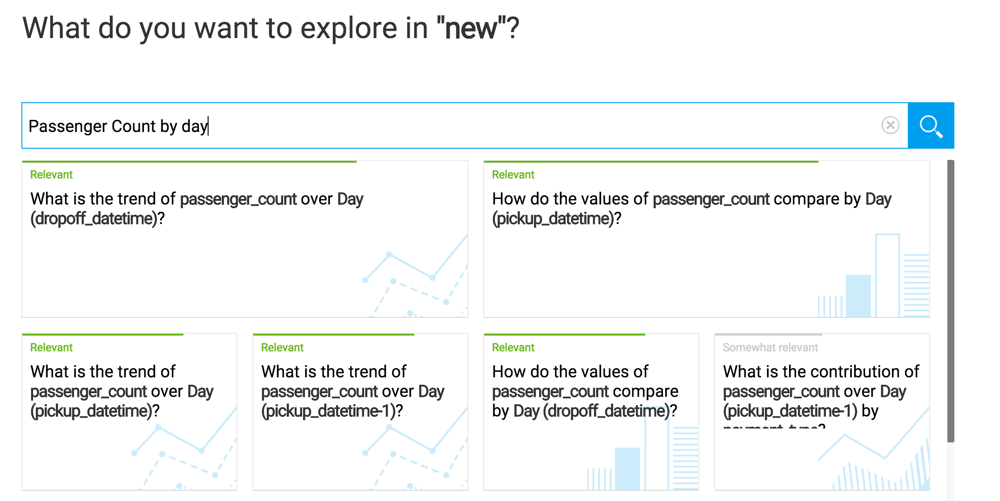 What do you want to explore in "new"?
Passenger Count by day
Relevant
What is the trend of passenger_count over Day
(dropoff_datetime)?
Relevant
How do the values of passenger_count compare by Day
(pickup_datetime)?
Relevant
What is the trend of
passenger_count over Day
(pickup_datetime)?
Relevant
What is the trend of
passenger_count over Day
(pickup_datetime-1)?
Relevant
How do the values of
passenger_count compare
by Day (dropoff_datetime)?
Somewhat relevant
What is the contribution of
passenger_count over Day
(pickup_datetime-1) by
payment_type?